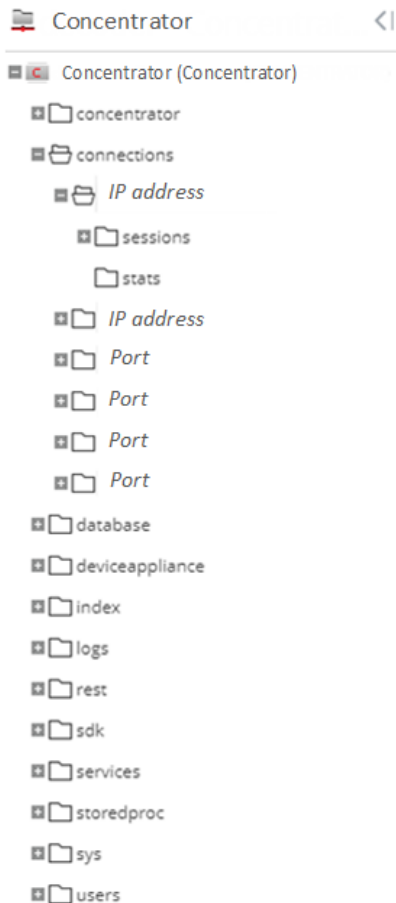 Concentrator
C Concentrator (Concentrator)
concentrator
connections
IP address
sessions
stats
IP address
Port
Port
Port
Port
database
deviceappliance
index
logs
rest
sdk
services
storedproc
sys
users